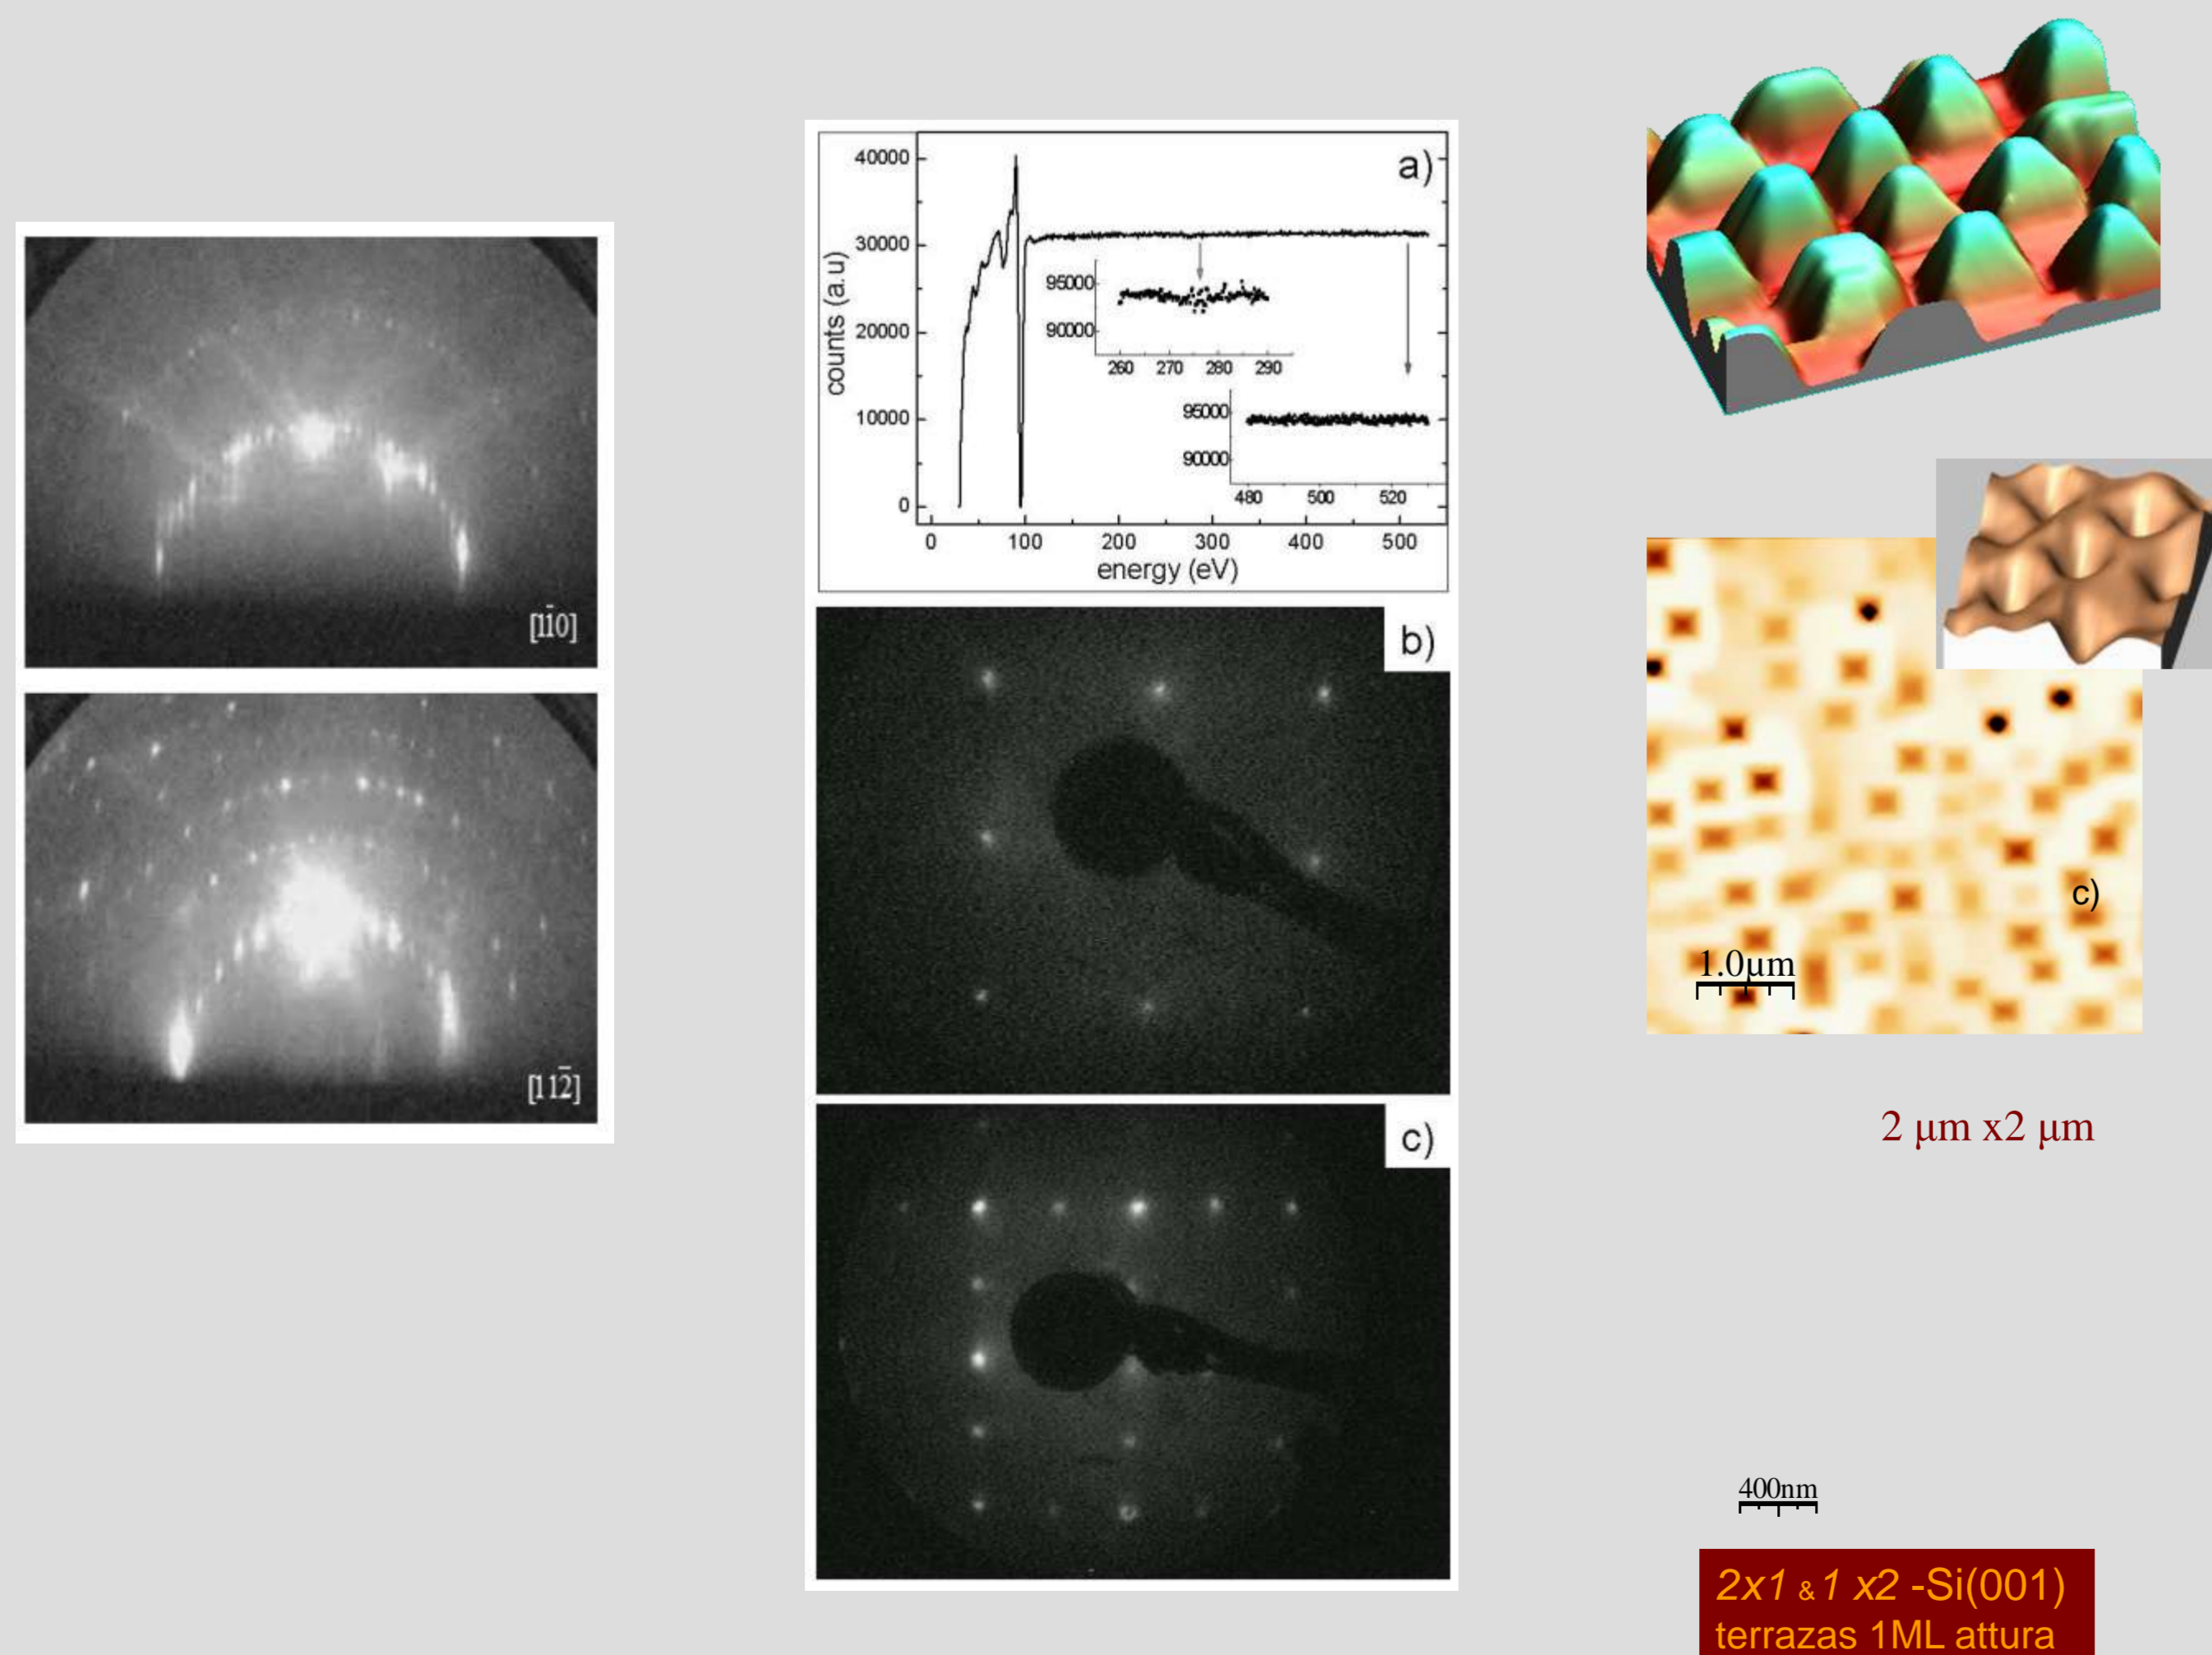 [11̄0]
[112̄]
a)
40000
30000
20000
10000
0
counts (a.u)
95000
90000
260 270 280 290
95000
90000
480 500 520
0 100 200 300 400 500
energy (eV)
b)
c)
c)
1.0µm
2 µm x2 µm
400nm
2x1 & 1 x2 -Si(001)
terrazas 1ML attura